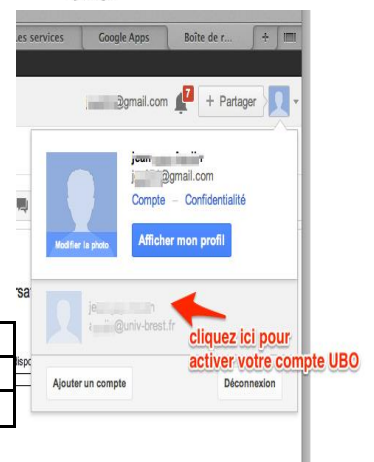 Les services Google Apps Boîte de r...
@gmail.com 7 + Partager
j
@gmail.com
Compte – Confidentialité
Modifier la photo
Afficher mon profil
@univ-brest.fr
cliquez ici pour
activer votre compte UBO
Ajouter un compte Déconnexion